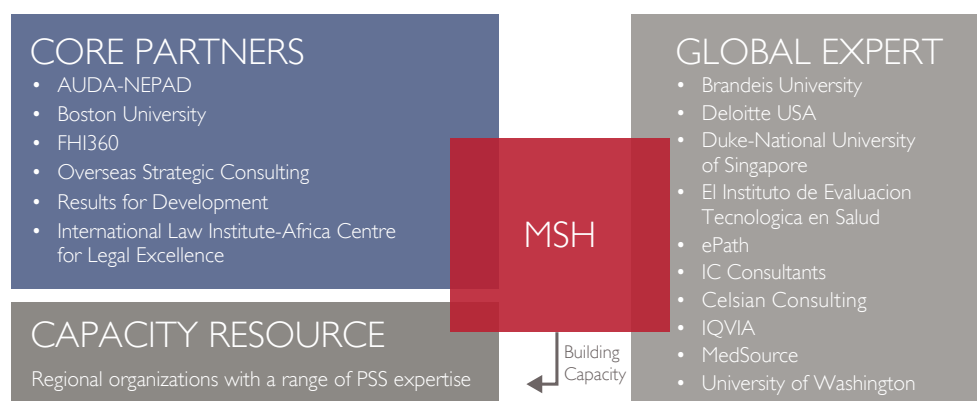 CORE PARTNERS
• AUDA-NEPAD
• Boston University
• FHI360
• Overseas Strategic Consulting
• Results for Development
• International Law Institute-Africa Centre
for Legal Excellence
CAPACITY RESOURCE
Regional organizations with a range of PSS expertise
MSH
Building
Capacity
GLOBAL EXPERT
• Brandeis University
• Deloitte USA
• Duke-National University
of Singapore
• El Instituto de Evaluacion
Tecnologica en Salud
• ePath
• IC Consultants
• Celsian Consulting
• IQVIA
• MedSource
• University of Washington